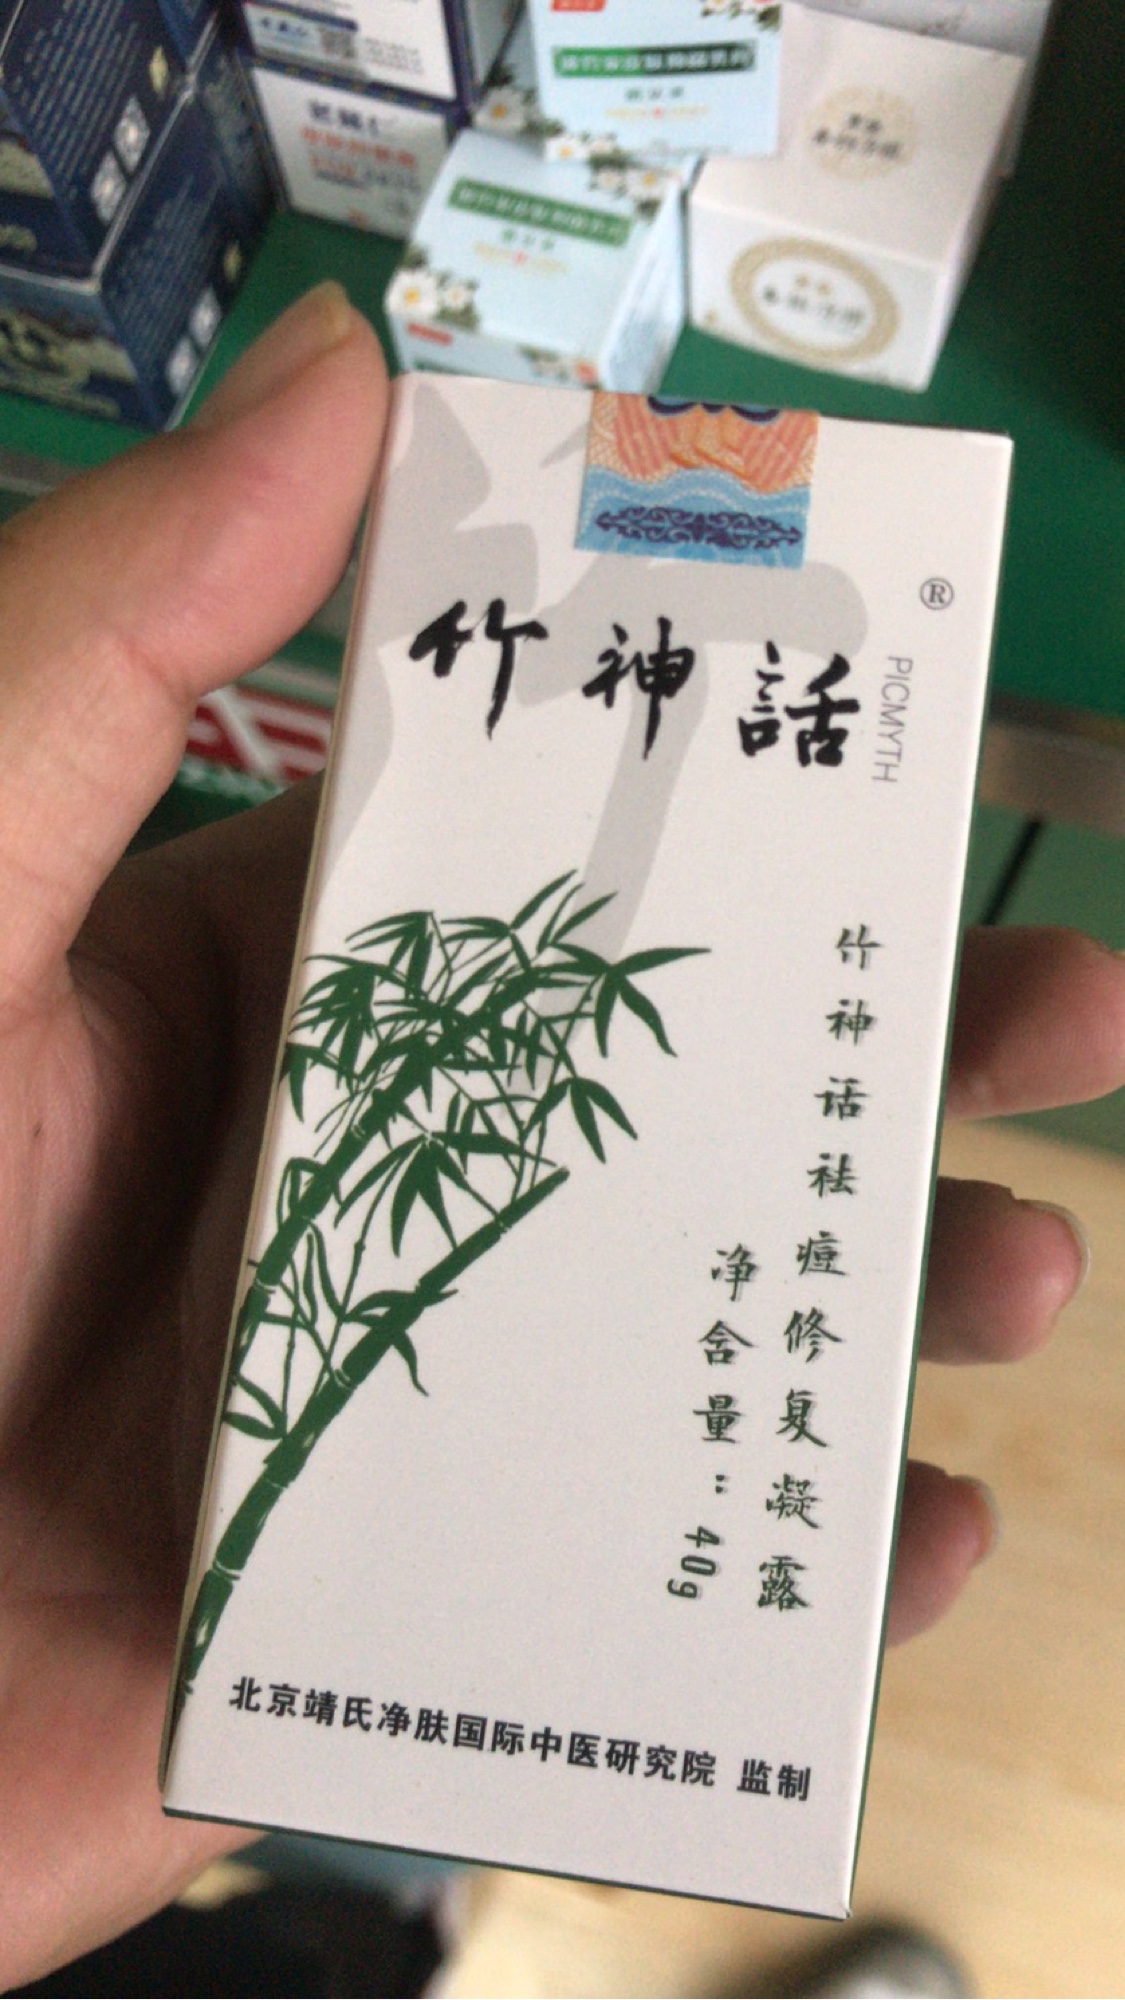 竹神話
®
PICMYTH
竹神话祛痘修复凝露
净含量：40g
北京靖氏净肤国际中医研究院 监制